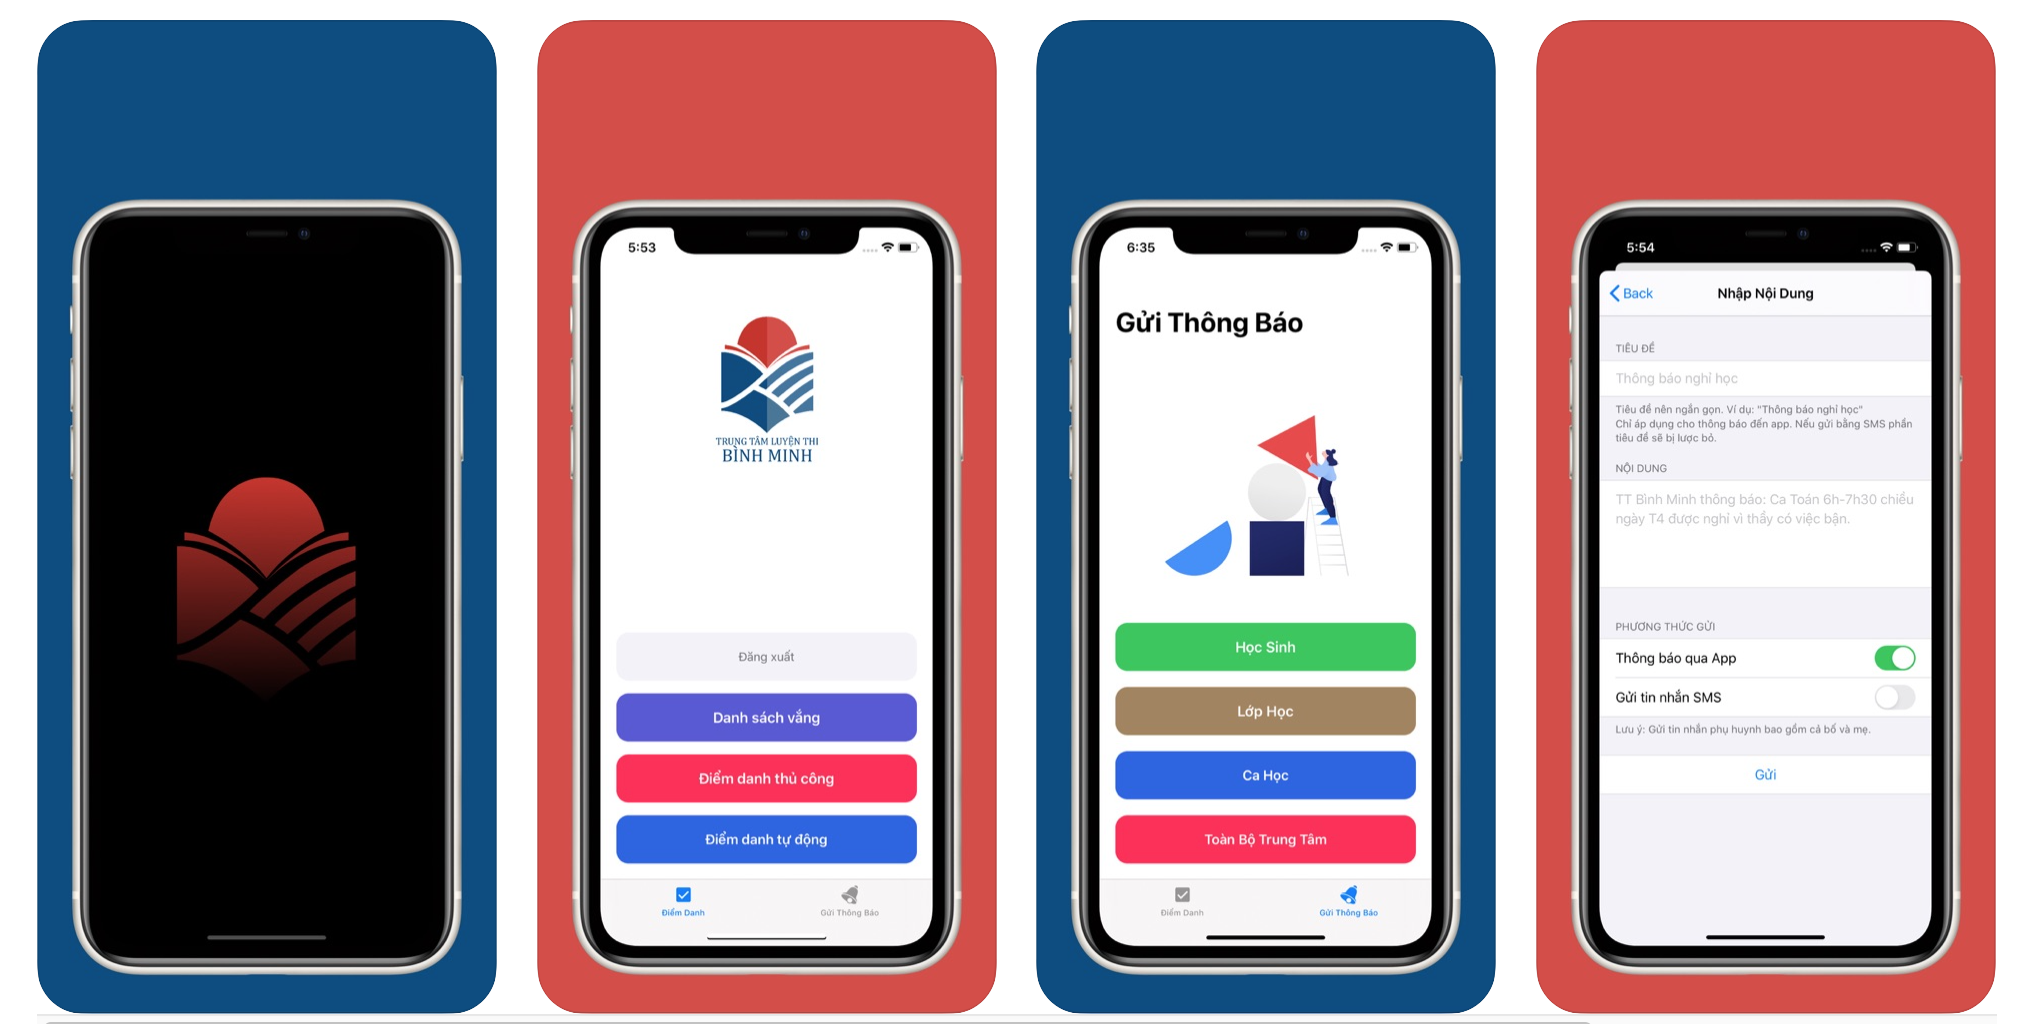 5:53
TRUNG TÂM LUYỆN THI
BÌNH MINH
Đăng xuất
Danh sách vắng
Điểm danh thủ công
Điểm danh tự động
Điểm Danh
Gửi Thông Báo
6:35
Gửi Thông Báo
Học Sinh
Lớp Học
Ca Học
Toàn Bộ Trung Tâm
Điểm Danh
Gửi Thông Báo
5:54
Back
Nhập Nội Dung
TIÊU ĐỀ
Thông báo nghỉ học
Tiêu đề nên ngắn gọn. Ví dụ: "Thông báo nghỉ học"
Chỉ áp dụng cho thông báo đến app. Nếu gửi bằng SMS phần
tiêu đề sẽ bị lược bỏ.
NỘI DUNG
TT Bình Minh thông báo: Ca Toán 6h-7h30 chiều
ngày T4 được nghỉ vì thầy có việc bận.
PHƯƠNG THỨC GỬI
Thông báo qua App
Gửi tin nhắn SMS
Lưu ý: Gửi tin nhắn phụ huynh bao gồm cả bố và mẹ.
Gửi